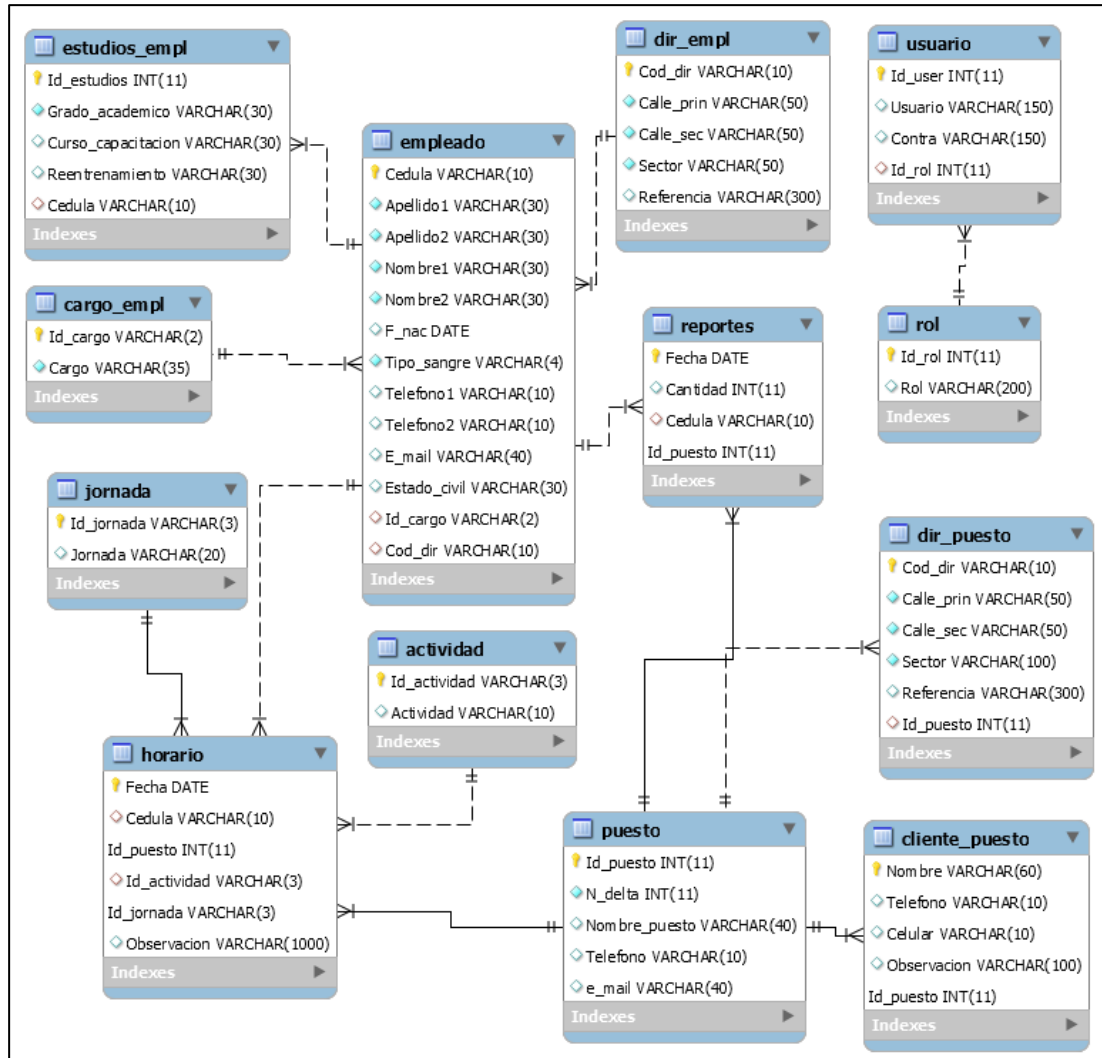 estudios_empl
Id_estudios INT(11)
Grado_academico VARCHAR(30)
Curso_capacitacion VARCHAR(30)
Reentrenamiento VARCHAR(30)
Cedula VARCHAR(10)
Indexes
dir_empl
Cod_dir VARCHAR(10)
Calle_prin VARCHAR(50)
Calle_sec VARCHAR(50)
Sector VARCHAR(50)
Referencia VARCHAR(300)
Indexes
usuario
Id_user INT(11)
Usuario VARCHAR(150)
Contra VARCHAR(150)
Id_rol INT(11)
Indexes
empleado
Cedula VARCHAR(10)
Apellido1 VARCHAR(30)
Apellido2 VARCHAR(30)
Nombre1 VARCHAR(30)
Nombre2 VARCHAR(30)
F_nac DATE
Tipo_sangre VARCHAR(4)
Telefono1 VARCHAR(10)
Telefono2 VARCHAR(10)
E_mail VARCHAR(40)
Estado_civil VARCHAR(30)
Id_cargo VARCHAR(2)
Cod_dir VARCHAR(10)
Indexes
cargo_empl
Id_cargo VARCHAR(2)
Cargo VARCHAR(35)
Indexes
reportes
Fecha DATE
Cantidad INT(11)
Cedula VARCHAR(10)
Id_puesto INT(11)
Indexes
rol
Id_rol INT(11)
Rol VARCHAR(200)
Indexes
jornada
Id_jornada VARCHAR(3)
Jornada VARCHAR(20)
Indexes
dir_puesto
Cod_dir VARCHAR(10)
Calle_prin VARCHAR(50)
Calle_sec VARCHAR(50)
Sector VARCHAR(100)
Referencia VARCHAR(300)
Id_puesto INT(11)
Indexes
actividad
Id_actividad VARCHAR(3)
Actividad VARCHAR(10)
Indexes
horario
Fecha DATE
Cedula VARCHAR(10)
Id_puesto INT(11)
Id_actividad VARCHAR(3)
Id_jornada VARCHAR(3)
Observacion VARCHAR(1000)
Indexes
puesto
Id_puesto INT(11)
N_delta INT(11)
Nombre_puesto VARCHAR(40)
Telefono VARCHAR(10)
e_mail VARCHAR(40)
Indexes
cliente_puesto
Nombre VARCHAR(60)
Telefono VARCHAR(10)
Celular VARCHAR(10)
Observacion VARCHAR(100)
Id_puesto INT(11)
Indexes